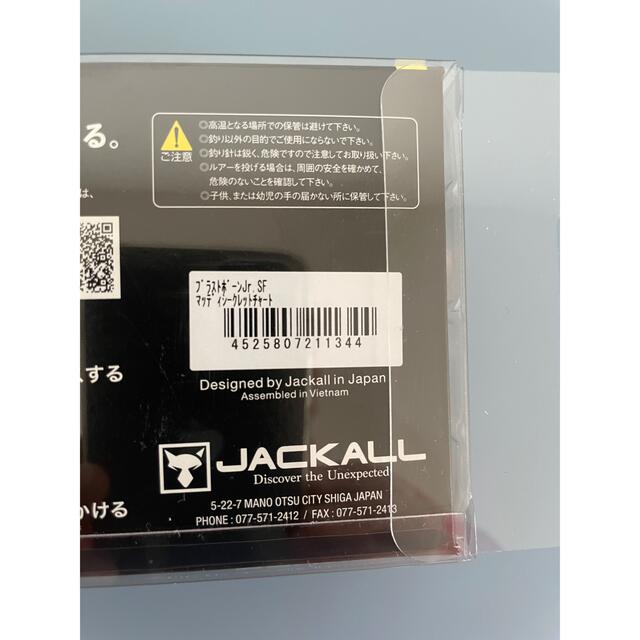 る。
は、
ご注意
◎高温となる場所での保管は避けて下さい。
◎釣り以外の目的でご使用にならないで下さい。
◎釣り針は鋭く、危険ですので注意してお取り扱い下さい。
◎ルアーを投げる場合は、周囲の安全を確かめて、
危険のないことを確認して下さい。
◎子供、または幼児の手の届かない所に保管して下さい。
ﾌﾞﾗｽﾄﾎﾞｰﾝJr.SF
ﾏｯﾃﾞｨｼｰｸﾚｯﾄﾁｬｰﾄ
4525807211344
する
Designed by Jackall in Japan
Assembled in Vietnam
JACKALL
Discover the Unexpected
かける
5-22-7 MANO OTSU CITY SHIGA JAPAN
PHONE : 077-571-2412 / FAX : 077-571-2413